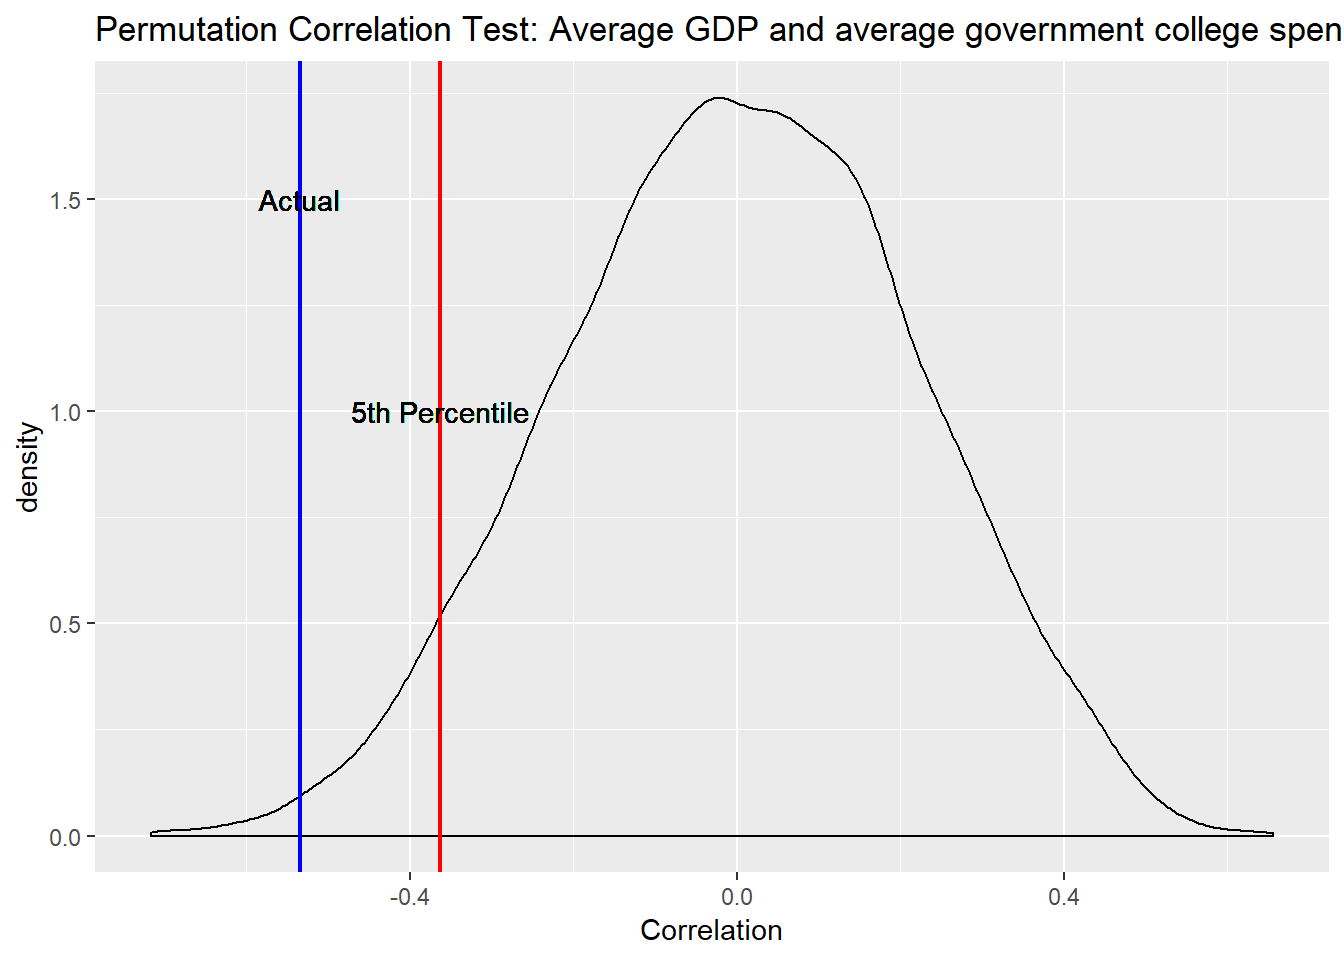 Permutation Correlation Test: Average GDP and average government college spen
Actual
5th Percentile
1.5
1.0
0.5
0.0
density
-0.4
0.0
0.4
Correlation